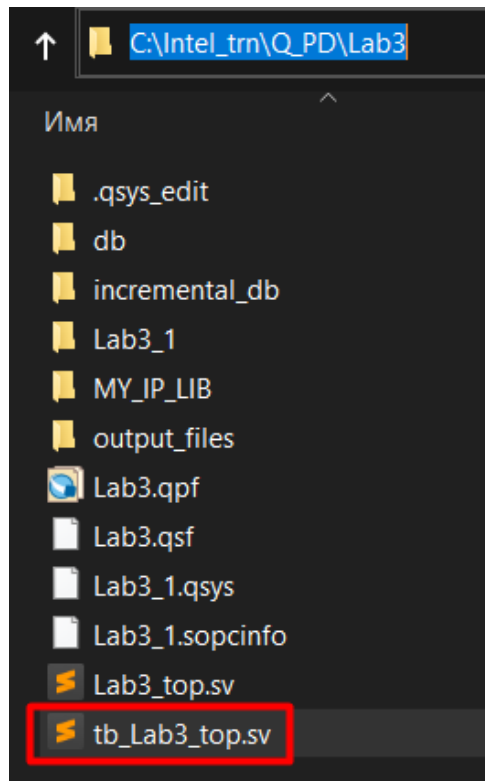 C:\Intel_trn\Q_PD\Lab3
Имя
.qsys_edit
db
incremental_db
Lab3_1
MY_IP_LIB
output_files
Lab3.qpf
Lab3.qsf
Lab3_1.qsys
Lab3_1.sopcinfo
Lab3_top.sv
tb_Lab3_top.sv